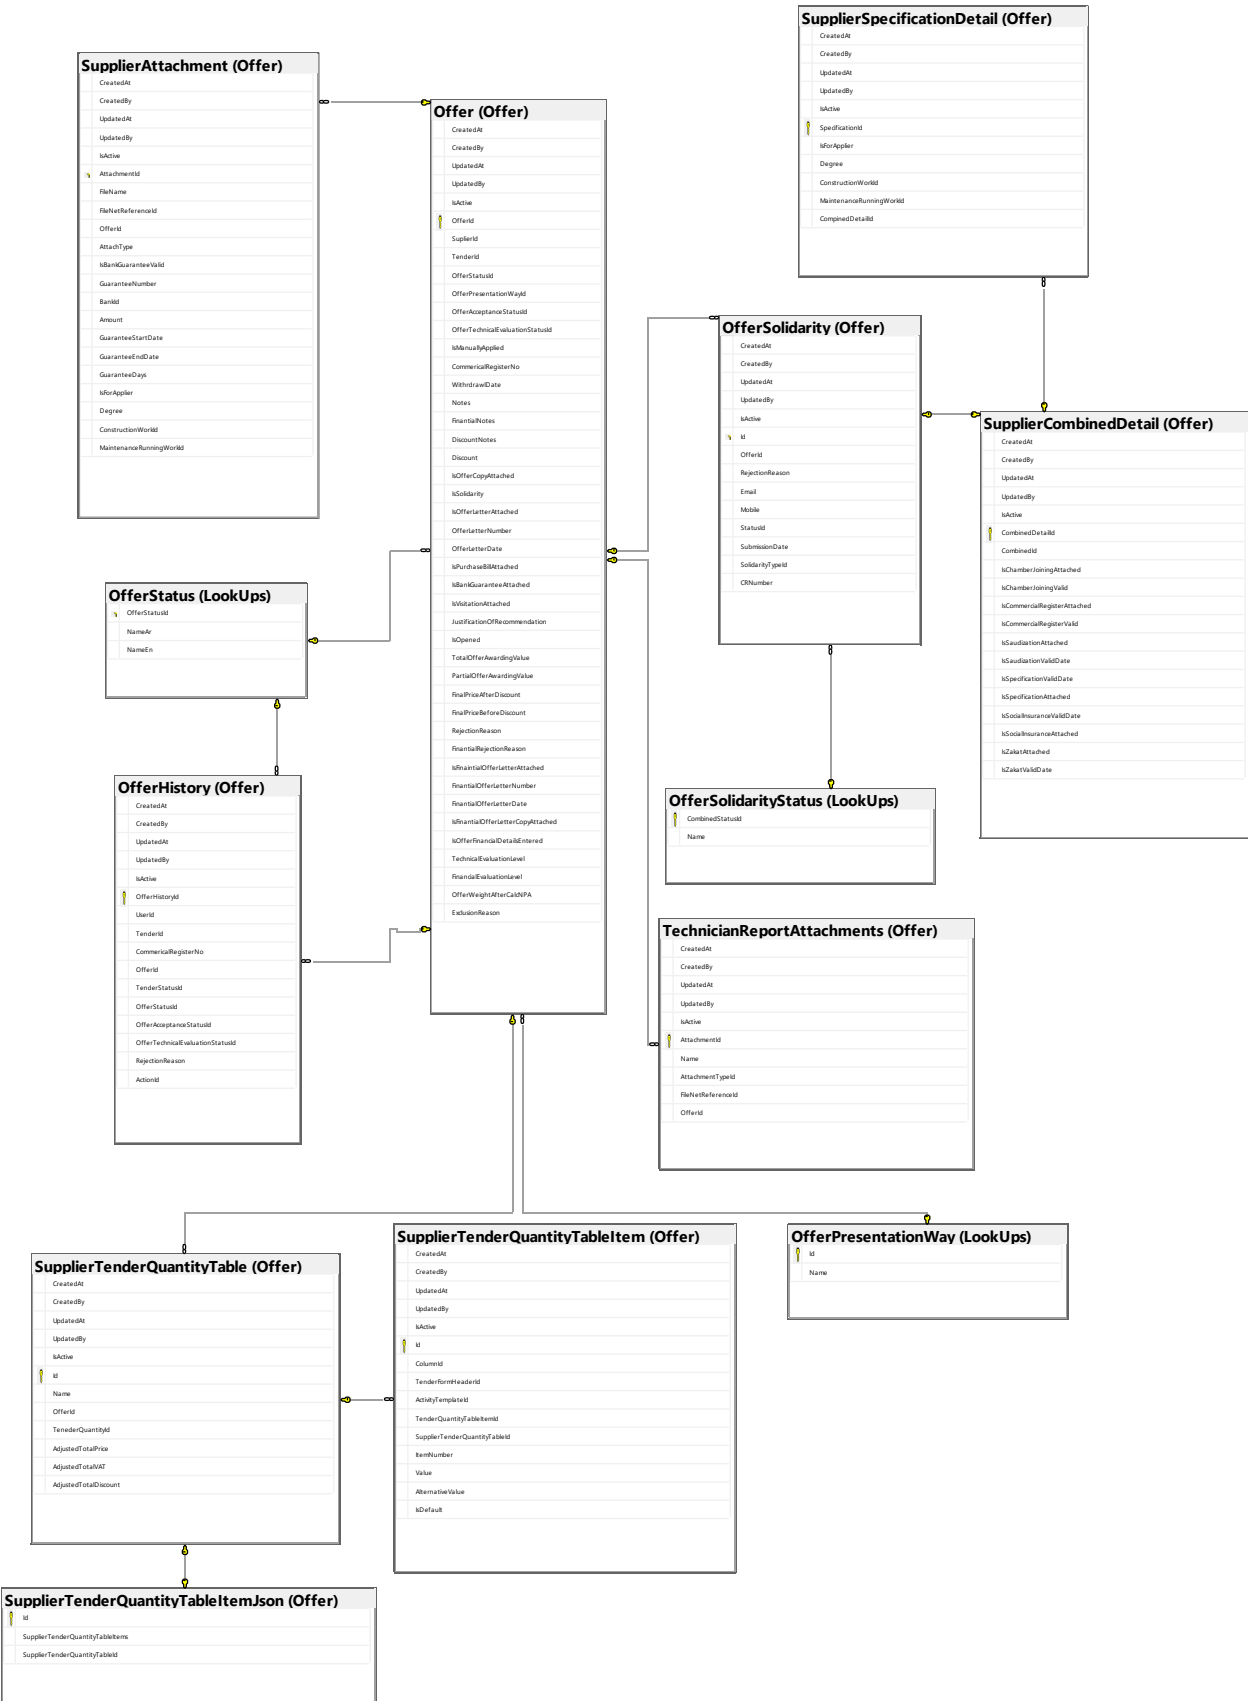 SupplierSpecificationDetail (Offer)
CreatedAt
CreatedBy
UpdatedAt
UpdatedBy
IsActive
SpecificationId
IsForApplier
Degree
ConstructionWorkId
MaintenanceRunningWorkId
CompinedDetailId
SupplierAttachment (Offer)
CreatedAt
CreatedBy
UpdatedAt
UpdatedBy
IsActive
AttachmentId
FileName
FileNetReferenceId
OfferId
AttachType
IsBankGuaranteeValid
GuaranteeNumber
BankId
Amount
GuaranteeStartDate
GuaranteeEndDate
GuaranteeDays
IsForApplier
Degree
ConstructionWorkId
MaintenanceRunningWorkId
Offer (Offer)
CreatedAt
CreatedBy
UpdatedAt
UpdatedBy
IsActive
OfferId
SuplierId
TenderId
OfferStatusId
OfferPresentationWayId
OfferAcceptanceStatusId
OfferTechnicalEvaluationStatusId
IsManuallyApplied
CommericalRegisterNo
WithrdrawlDate
Notes
FinantialNotes
DiscountNotes
Discount
IsOfferCopyAttached
IsSolidarity
IsOfferLetterAttached
OfferLetterNumber
OfferLetterDate
IsPurchaseBillAttached
IsBankGuaranteeAttached
IsVisitationAttached
JustificationOfRecommendation
IsOpened
TotalOfferAwardingValue
PartialOfferAwardingValue
FinalPriceAfterDiscount
FinalPriceBeforeDiscount
RejectionReason
FinantialRejectionReason
IsFinaintialOfferLetterAttached
FinantialOfferLetterNumber
FinantialOfferLetterDate
IsFinantialOfferLetterCopyAttached
IsOfferFinancialDetailsEntered
TechnicalEvaluationLevel
FinancialEvaluationLevel
OfferWeightAfterCalcNPA
ExclusionReason
OfferSolidarity (Offer)
CreatedAt
CreatedBy
UpdatedAt
UpdatedBy
IsActive
Id
OfferId
RejectionReason
Email
Mobile
StatusId
SubmissionDate
SolidarityTypeId
CRNumber
SupplierCombinedDetail (Offer)
CreatedAt
CreatedBy
UpdatedAt
UpdatedBy
IsActive
CombinedDetailId
CombinedId
IsChamberJoiningAttached
IsChamberJoiningValid
IsCommercialRegisterAttached
IsCommercialRegisterValid
IsSaudizationAttached
IsSaudizationValidDate
IsSpecificationValidDate
IsSpecificationAttached
IsSocialInsuranceValidDate
IsSocialInsuranceAttached
IsZakatAttached
IsZakatValidDate
OfferStatus (LookUps)
OfferStatusId
NameAr
NameEn
OfferHistory (Offer)
CreatedAt
CreatedBy
UpdatedAt
UpdatedBy
IsActive
OfferHistoryId
UserId
TenderId
CommericalRegisterNo
OfferId
TenderStatusId
OfferStatusId
OfferAcceptanceStatusId
OfferTechnicalEvaluationStatusId
RejectionReason
ActionId
OfferSolidarityStatus (LookUps)
CombinedStatusId
Name
TechnicianReportAttachments (Offer)
CreatedAt
CreatedBy
UpdatedAt
UpdatedBy
IsActive
AttachmentId
Name
AttachmentTypeId
FileNetReferenceId
OfferId
SupplierTenderQuantityTable (Offer)
CreatedAt
CreatedBy
UpdatedAt
UpdatedBy
IsActive
Id
Name
OfferId
TenederQuantityId
AdjustedTotalPrice
AdjustedTotalVAT
AdjustedTotalDiscount
SupplierTenderQuantityTableItem (Offer)
CreatedAt
CreatedBy
UpdatedAt
UpdatedBy
IsActive
Id
ColumnId
TenderFormHeaderId
ActivityTemplateId
TenderQuantityTableItemId
SupplierTenderQuantityTableId
ItemNumber
Value
AlternativeValue
IsDefault
OfferPresentationWay (LookUps)
Id
Name
SupplierTenderQuantityTableItemJson (Offer)
Id
SupplierTenderQuantityTableItems
SupplierTenderQuantityTableId